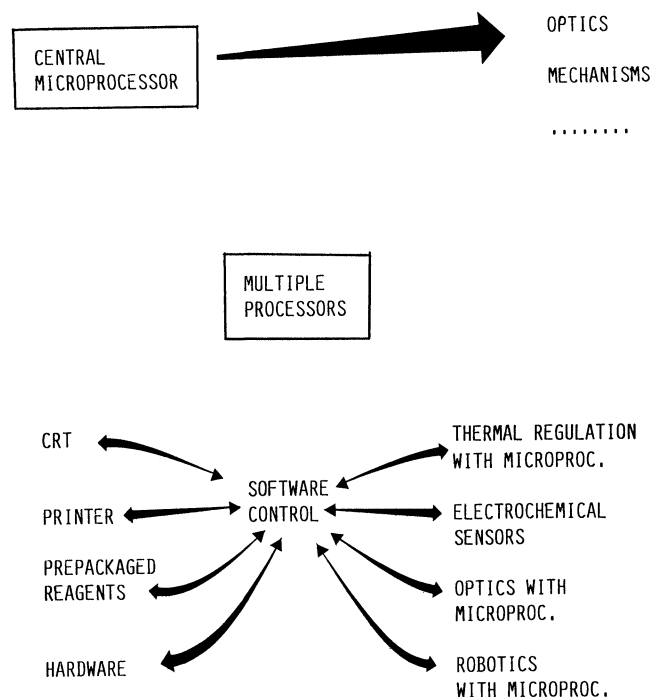 CENTRAL
MICROPROCESSOR
OPTICS
MECHANISMS
........
MULTIPLE
PROCESSORS
CRT
PRINTER
PREPACKAGED
REAGENTS
HARDWARE
SOFTWARE
CONTROL
THERMAL REGULATION
WITH MICROPROC.
ELECTROCHEMICAL
SENSORS
OPTICS WITH
MICROPROC.
ROBOTICS
WITH MICROPROC.